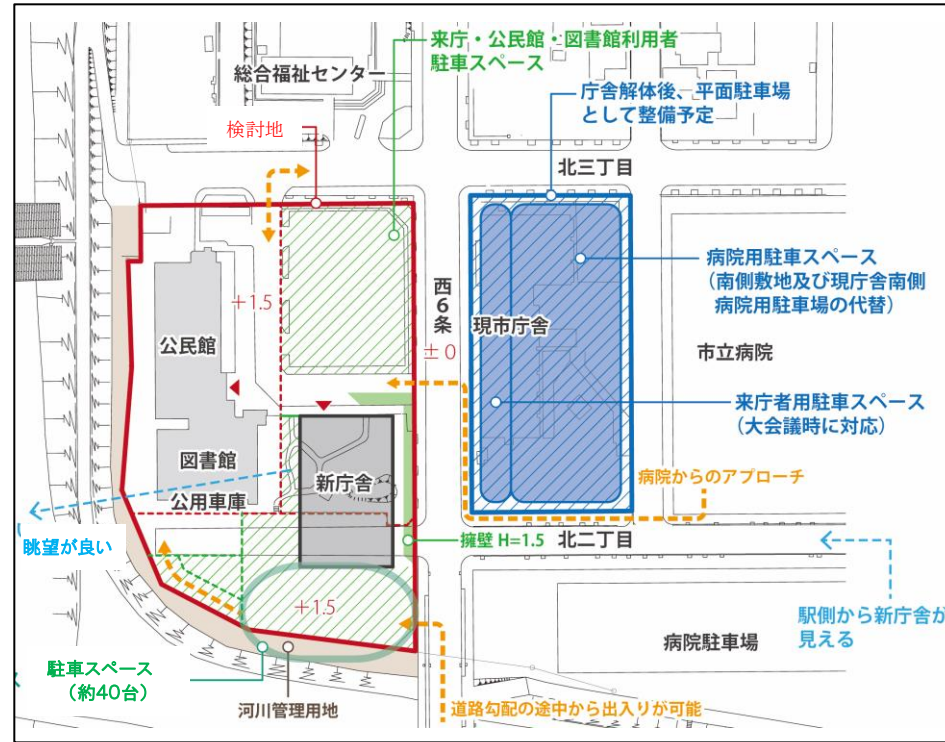 来庁・公民館・図書館利用者
駐車スペース
総合福祉センター
庁舎解体後、平面駐車場
として整備予定
検討地
北三丁目
病院用駐車スペース
(南側敷地及び現庁舎南側
病院用駐車場の代替)
西6条
+1.5
現市庁舎
±0
公民館
市立病院
来庁者用駐車スペース
(大会議時に対応)
図書館
新庁舎
病院からのアプローチ
公用車庫
眺望が良い
擁壁 H=1.5
北二丁目
+1.5
駅側から新庁舎が
見える
病院駐車場
駐車スペース
(約40台)
河川管理用地
道路勾配の途中から出入りが可能